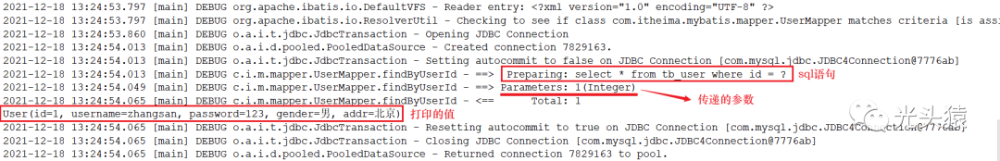 2021-12-18 13:24:53.797 [main] DEBUG org.apache.ibatis.io.DefaultVFS - Reader entry: <?xml version="1.0" encoding="UTF-8" ?>
2021-12-18 13:24:53.797 [main] DEBUG org.apache.ibatis.io.ResolverUtil - Checking to see if class com.itheima.mybatis.mapper.UserMapper matches criteria [is as
2021-12-18 13:24:53.860 [main] DEBUG o.a.i.t.jdbc.JdbcTransaction - Opening JDBC Connection
2021-12-18 13:24:54.013 [main] DEBUG o.a.i.d.pooled.PooledDataSource - Created connection 7829163.
2021-12-18 13:24:54.013 [main] DEBUG o.a.i.t.jdbc.JdbcTransaction - Setting autocommit to false on JDBC Connection [com.mysql.jdbc.JDBC4Connection@7776ab]
2021-12-18 13:24:54.013 [main] DEBUG c.i.m.mapper.UserMapper.findByUserId - ==> Preparing: select * from tb_user where id = ? sql语句
2021-12-18 13:24:54.049 [main] DEBUG c.i.m.mapper.UserMapper.findByUserId - ==> Parameters: 1(Integer)
2021-12-18 13:24:54.065 [main] DEBUG c.i.m.mapper.UserMapper.findByUserId - <== Total: 1 传递的参数
User(id=1, username=zhangsan, password=123, gender=男, addr=北京) 打印的值
2021-12-18 13:24:54.065 [main] DEBUG o.a.i.t.jdbc.JdbcTransaction - Resetting autocommit to true on JDBC Connection [com.mysql.jdbc.JDBC4Connection@7776ab]
2021-12-18 13:24:54.065 [main] DEBUG o.a.i.t.jdbc.JdbcTransaction - Closing JDBC Connection [com.mysql.jdbc.JDBC4Connection@7776ab]
2021-12-18 13:24:54.065 [main] DEBUG o.a.i.d.pooled.PooledDataSource - Returned connection 7829163 to pool.
光头猿